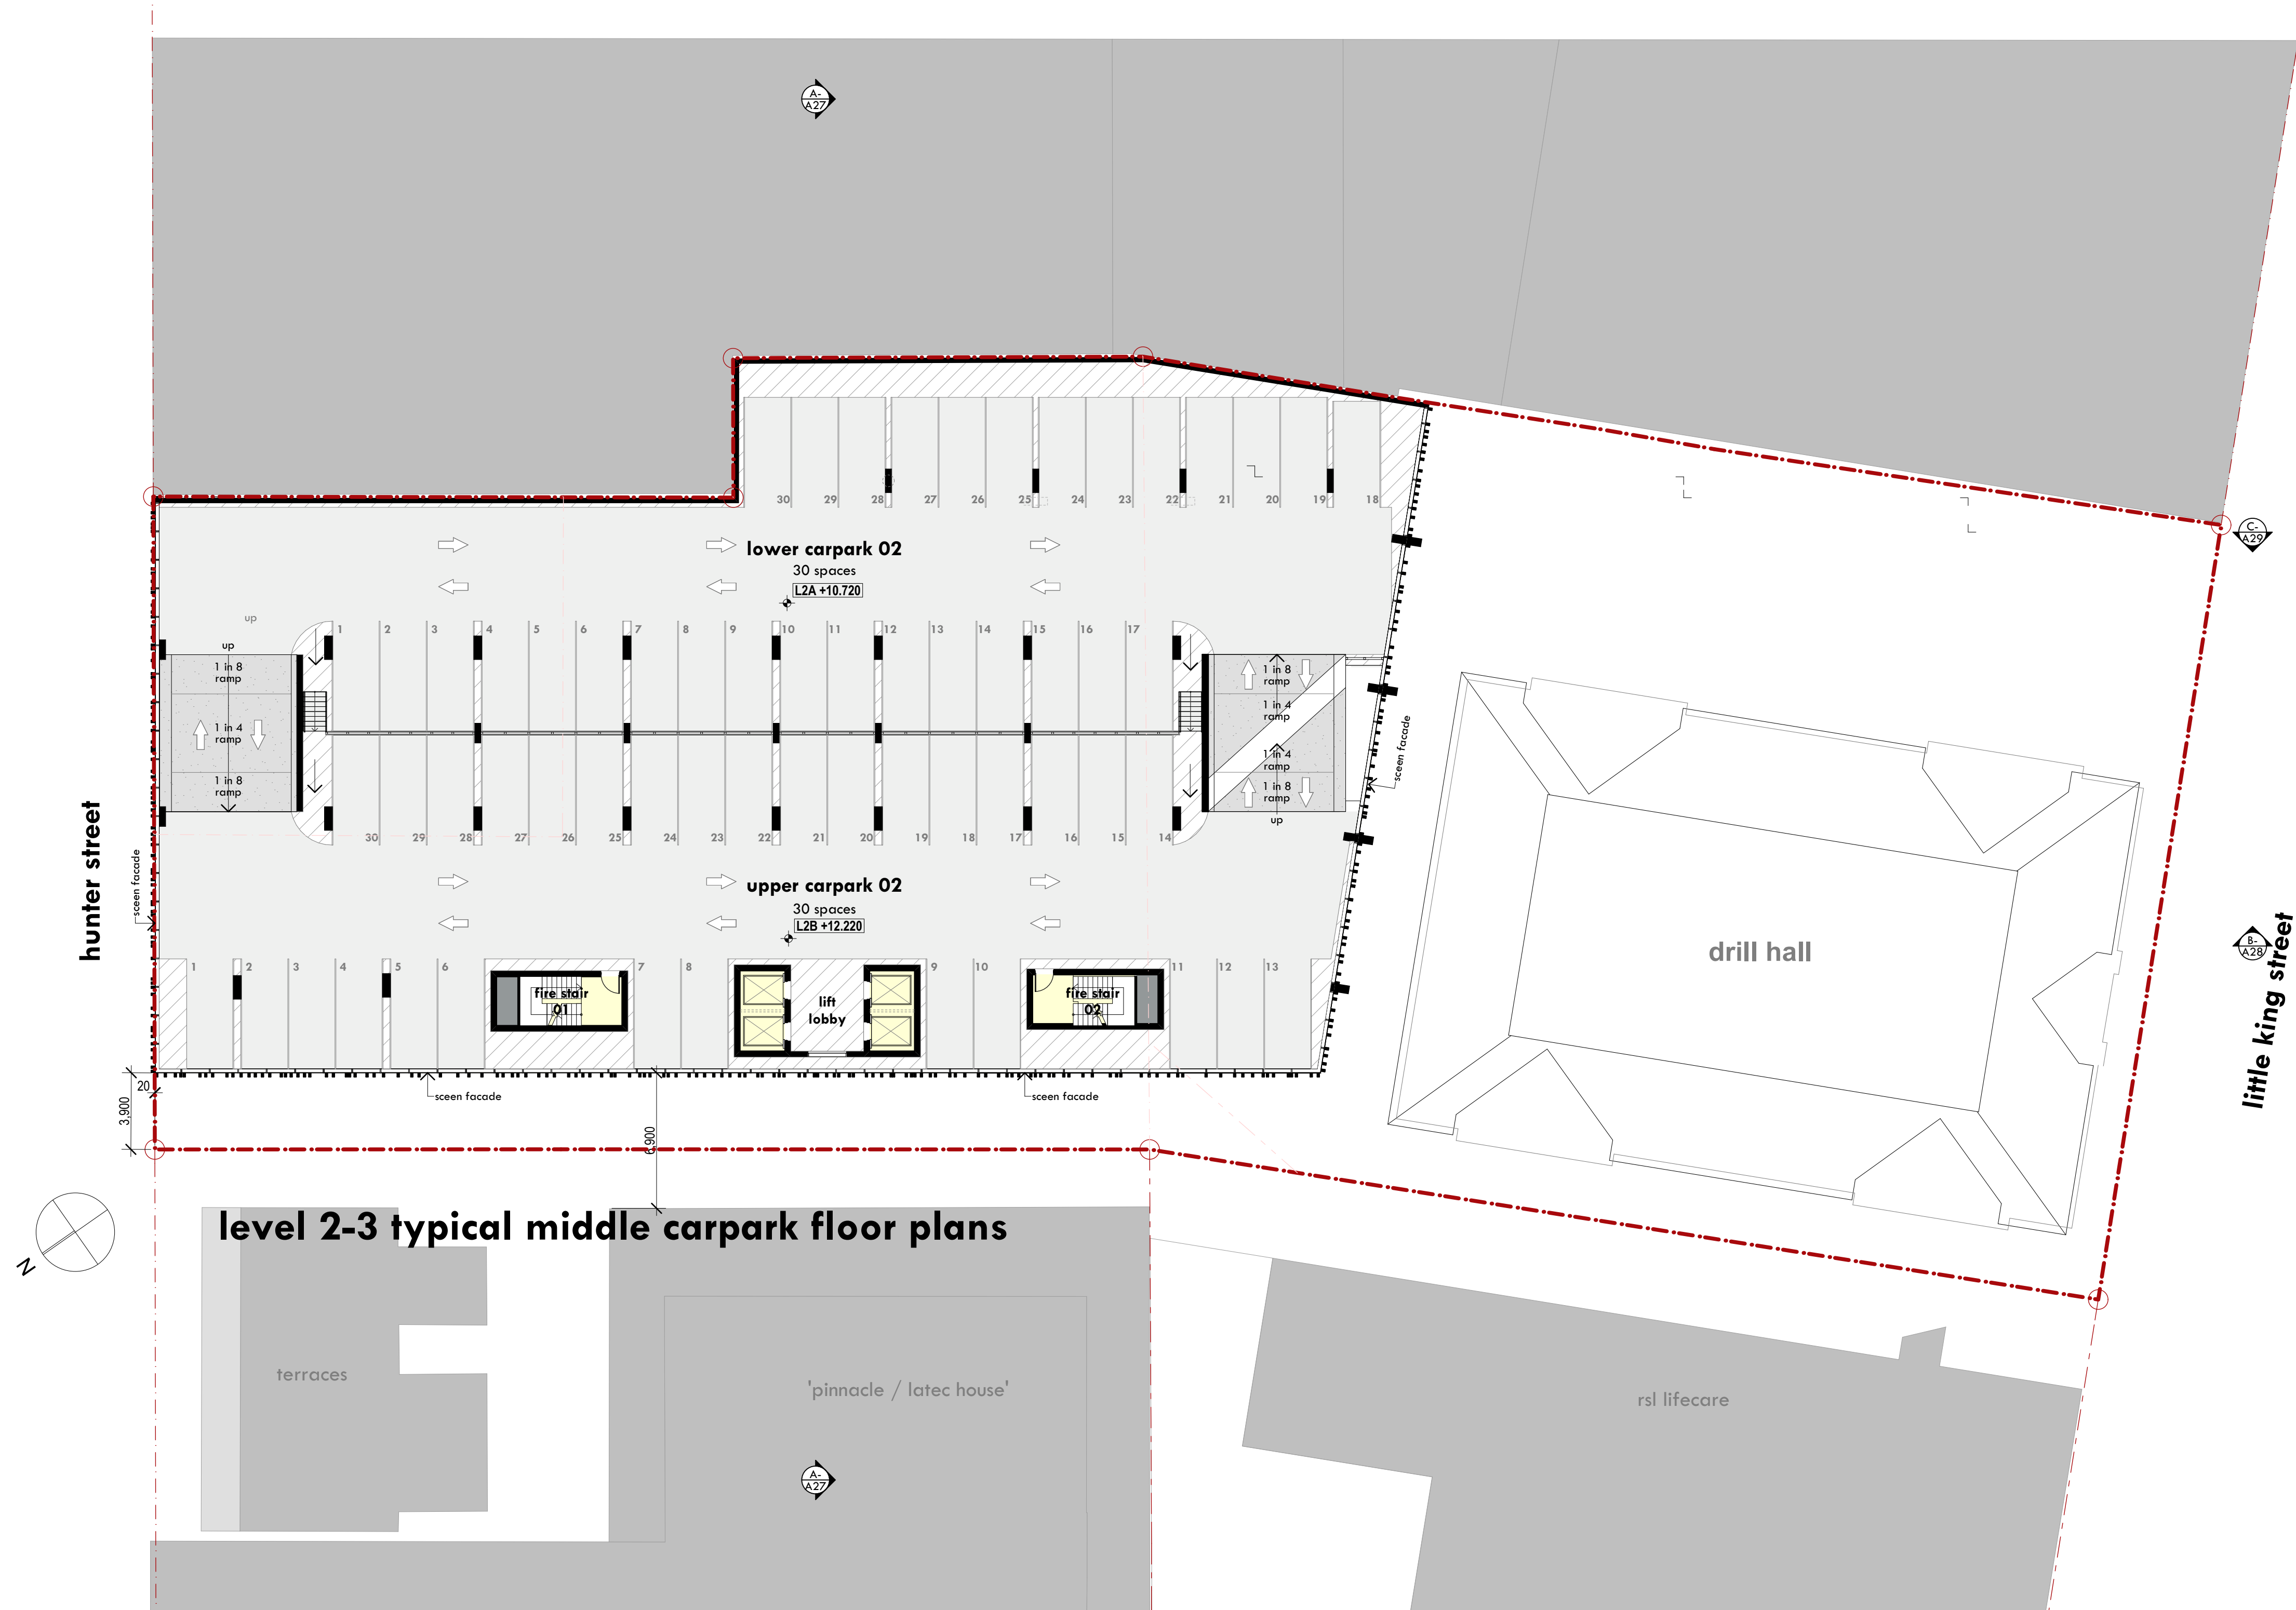 A-
A27
30 29 28 27 26 25 24 23 22 21 20 19 18
C-
A29
lower carpark 02
30 spaces
L2A +10.720
up
up
1 2 3 4 5 6 7 8 9 10 11 12 13 14 15 16 17
1 in 8
ramp
1 in 4
ramp
1 in 8
ramp
1 in 8
ramp
1 in 4
ramp
1 in 4
ramp
1 in 8
ramp
up
sceen facade
30 29 28 27 26 25 24 23 22 21 20 19 18 17 16 15 14
hunter street
sceen facade
upper carpark 02
30 spaces
L2B +12.220
drill hall
B-
A28
little king street
1 2 3 4 5 6 7 8 9 10 11 12 13
fire stair
01
lift
lobby
fire stair
02
20
3,900
sceen facade
sceen facade
6,900
N
level 2-3 typical middle carpark floor plans
terraces
'pinnacle / latec house'
rsl lifecare
A-
A27